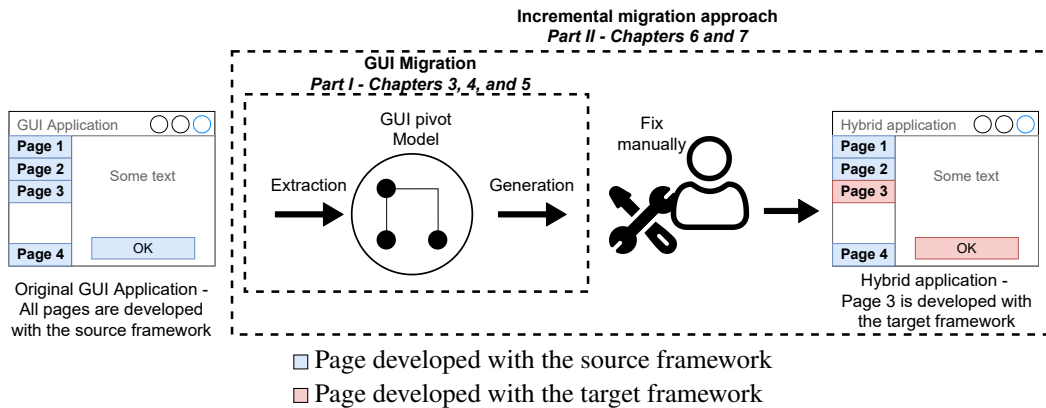 Incremental migration approach
Part II - Chapters 6 and 7
GUI Migration
Part I - Chapters 3, 4, and 5
GUI Application
Page 1
Page 2
Page 3
Page 4
Some text
OK
Original GUI Application -
All pages are developed
with the source framework
Extraction
GUI pivot
Model
Generation
Fix
manually
Hybrid application
Page 1
Page 2
Page 3
Page 4
Some text
OK
Hybrid application -
Page 3 is developed with
the target framework
Page developed with the source framework
Page developed with the target framework